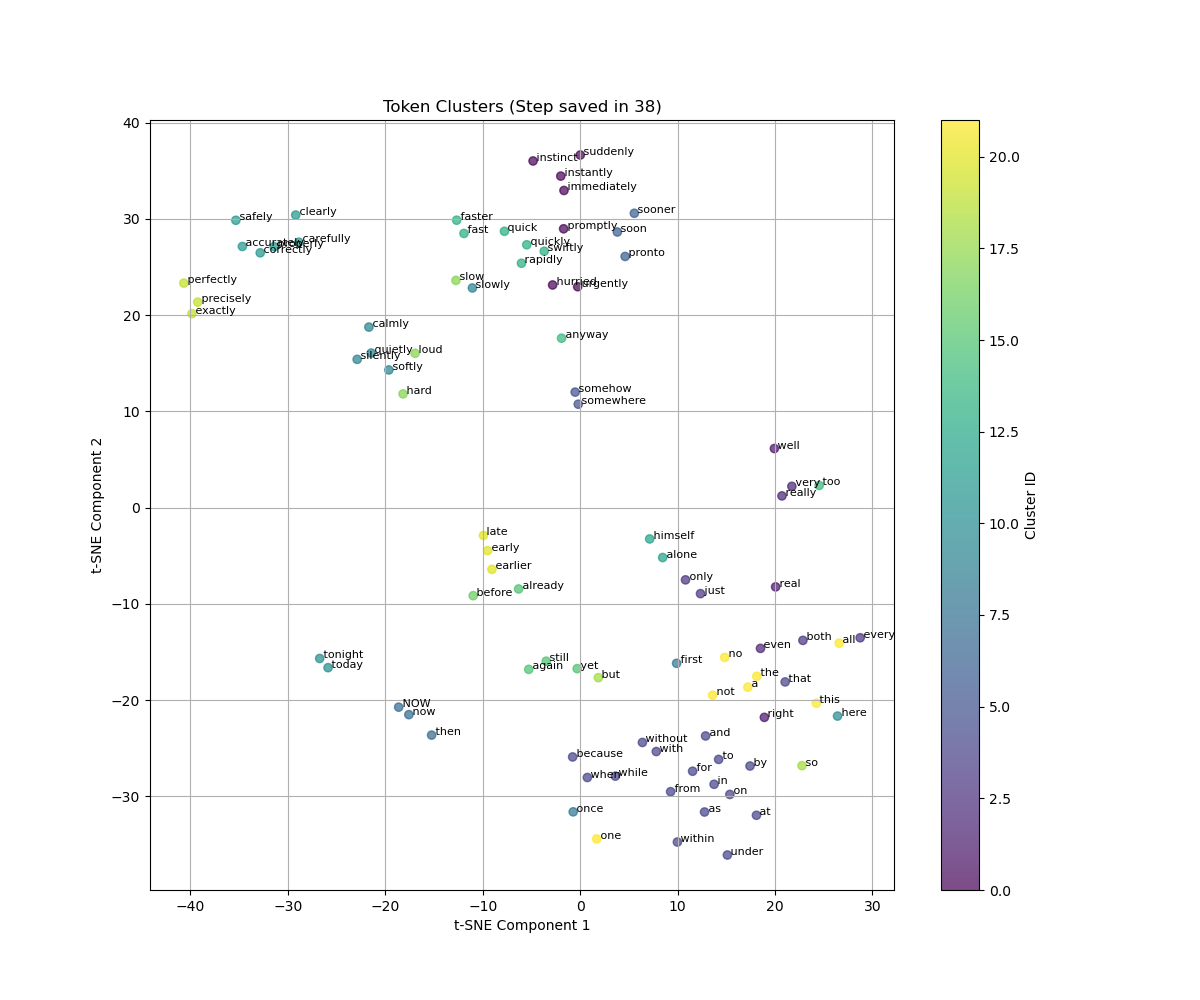 Token Clusters (Step saved in 38)
40
suddenly
instinct
instantly
immediately
sooner
safely
clearly
faster
fast
quick
promptly
soon
30
accurately
carefully
properly
correctly
quickly
swiftly
rapidly
pronto
perfectly
slow
slowly
hurried
urgently
precisely
exactly
20
calmly
anyway
quietly
loud
silently
softly
hard
somehow
somewhere
10
well
very
too
really
0
late
early
earlier
before
already
himself
alone
only
just
real
-10
tonight
today
still
again
yet
but
first
no
even
both
all
every
the
a
that
not
this
here
right
-20
NOW
now
then
because
when
while
without
with
and
to
for
by
so
from
in
on
-30
once
one
as
at
within
under
−40
−30
−20
−10
0
10
20
30
t-SNE Component 1
t-SNE Component 2
20.0
17.5
15.0
12.5
10.0
7.5
5.0
2.5
0.0
Cluster ID